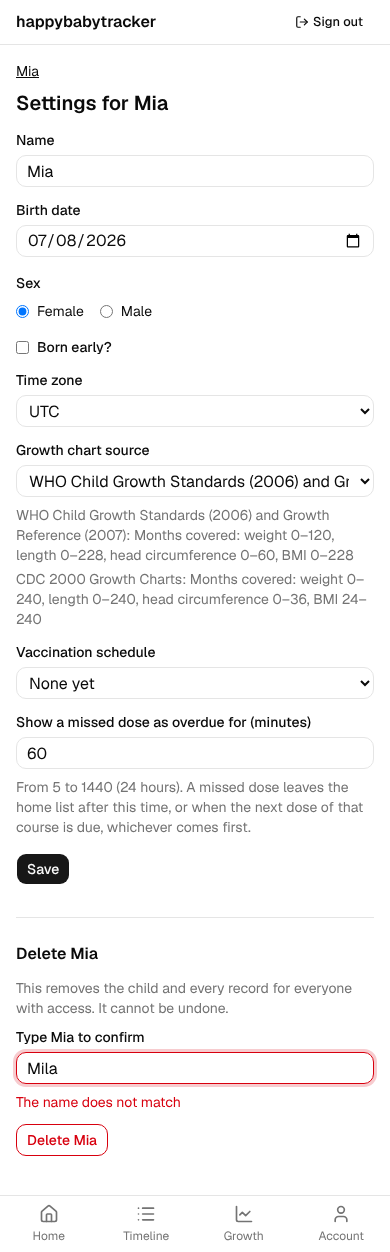 happybabytracker
Sign out
Mia
Settings for Mia
Name
Mia
Birth date
07/08/2026
Sex
Female
Male
Born early?
Time zone
UTC
Growth chart source
WHO Child Growth Standards (2006) and Gr
WHO Child Growth Standards (2006) and Growth
Reference (2007): Months covered: weight 0–120,
length 0–228, head circumference 0–60, BMI 0–228
CDC 2000 Growth Charts: Months covered: weight 0–
240, length 0–240, head circumference 0–36, BMI 24–
240
Vaccination schedule
None yet
Show a missed dose as overdue for (minutes)
60
From 5 to 1440 (24 hours). A missed dose leaves the
home list after this time, or when the next dose of that
course is due, whichever comes first.
Save
Delete Mia
This removes the child and every record for everyone
with access. It cannot be undone.
Type Mia to confirm
Mila
The name does not match
Delete Mia
Home
Timeline
Growth
Account